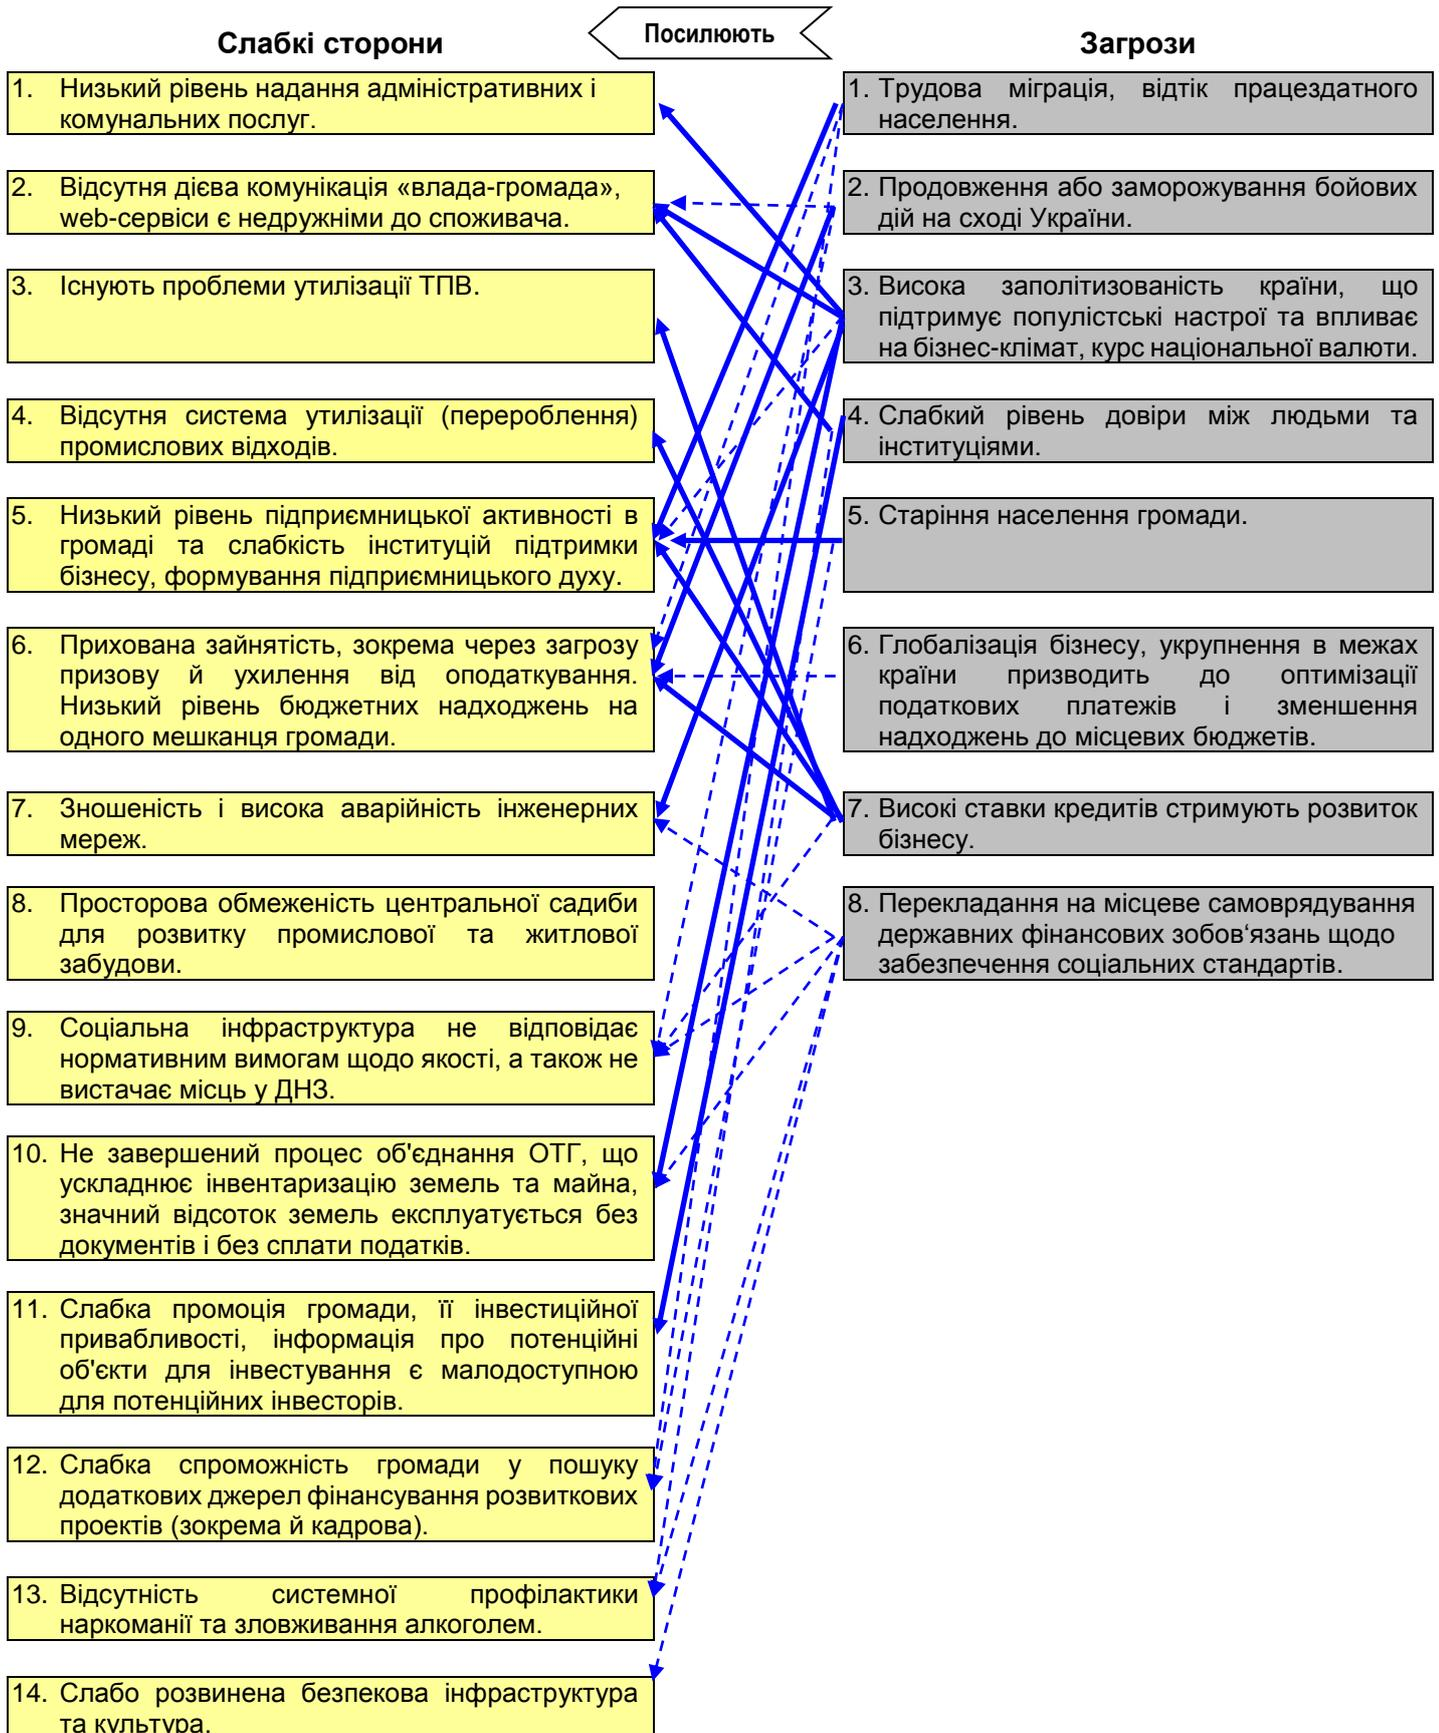 Слабкі сторони
Посилюють
Загрози
1. Низький рівень надання адміністративних і
комунальних послуг.
2. Відсутня дієва комунікація «влада-громада»,
web-сервіси є недружніми до споживача.
3. Існують проблеми утилізації ТПВ.
4. Відсутня система утилізації (перероблення)
промислових відходів.
5. Низький рівень підприємницької активності в
громаді та слабкість інституцій підтримки
бізнесу, формування підприємницького духу.
6. Прихована зайнятість, зокрема через загрозу
призову й ухилення від оподаткування.
Низький рівень бюджетних надходжень на
одного мешканця громади.
7. Зношеність і висока аварійність інженерних
мереж.
8. Просторова обмеженість центральної садиби
для розвитку промислової та житлової
забудови.
9. Соціальна інфраструктура не відповідає
нормативним вимогам щодо якості, а також не
вистачає місць у ДНЗ.
10. Не завершений процес об'єднання ОТГ, що
ускладнює інвентаризацію земель та майна,
значний відсоток земель експлуатується без
документів і без сплати податків.
11. Слабка промоція громади, її інвестиційної
привабливості, інформація про потенційні
об'єкти для інвестування є малодоступною
для потенційних інвесторів.
12. Слабка спроможність громади у пошуку
додаткових джерел фінансування розвиткових
проектів (зокрема й кадрова).
13. Відсутність системної профілактики
наркоманії та зловживання алкоголем.
14. Слабо розвинена безпекова інфраструктура
та культура.
1. Трудова міграція, відтік працездатного
населення.
2. Продовження або заморожування бойових
дій на сході України.
3. Висока заполітизованість країни, що
підтримує популістські настрої та впливає
на бізнес-клімат, курс національної валюти.
4. Слабкий рівень довіри між людьми та
інституціями.
5. Старіння населення громади.
6. Глобалізація бізнесу, укрупнення в межах
країни призводить до оптимізації
податкових платежів і зменшення
надходжень до місцевих бюджетів.
7. Високі ставки кредитів стримують розвиток
бізнесу.
8. Перекладання на місцеве самоврядування
державних фінансових зобов‘язань щодо
забезпечення соціальних стандартів.